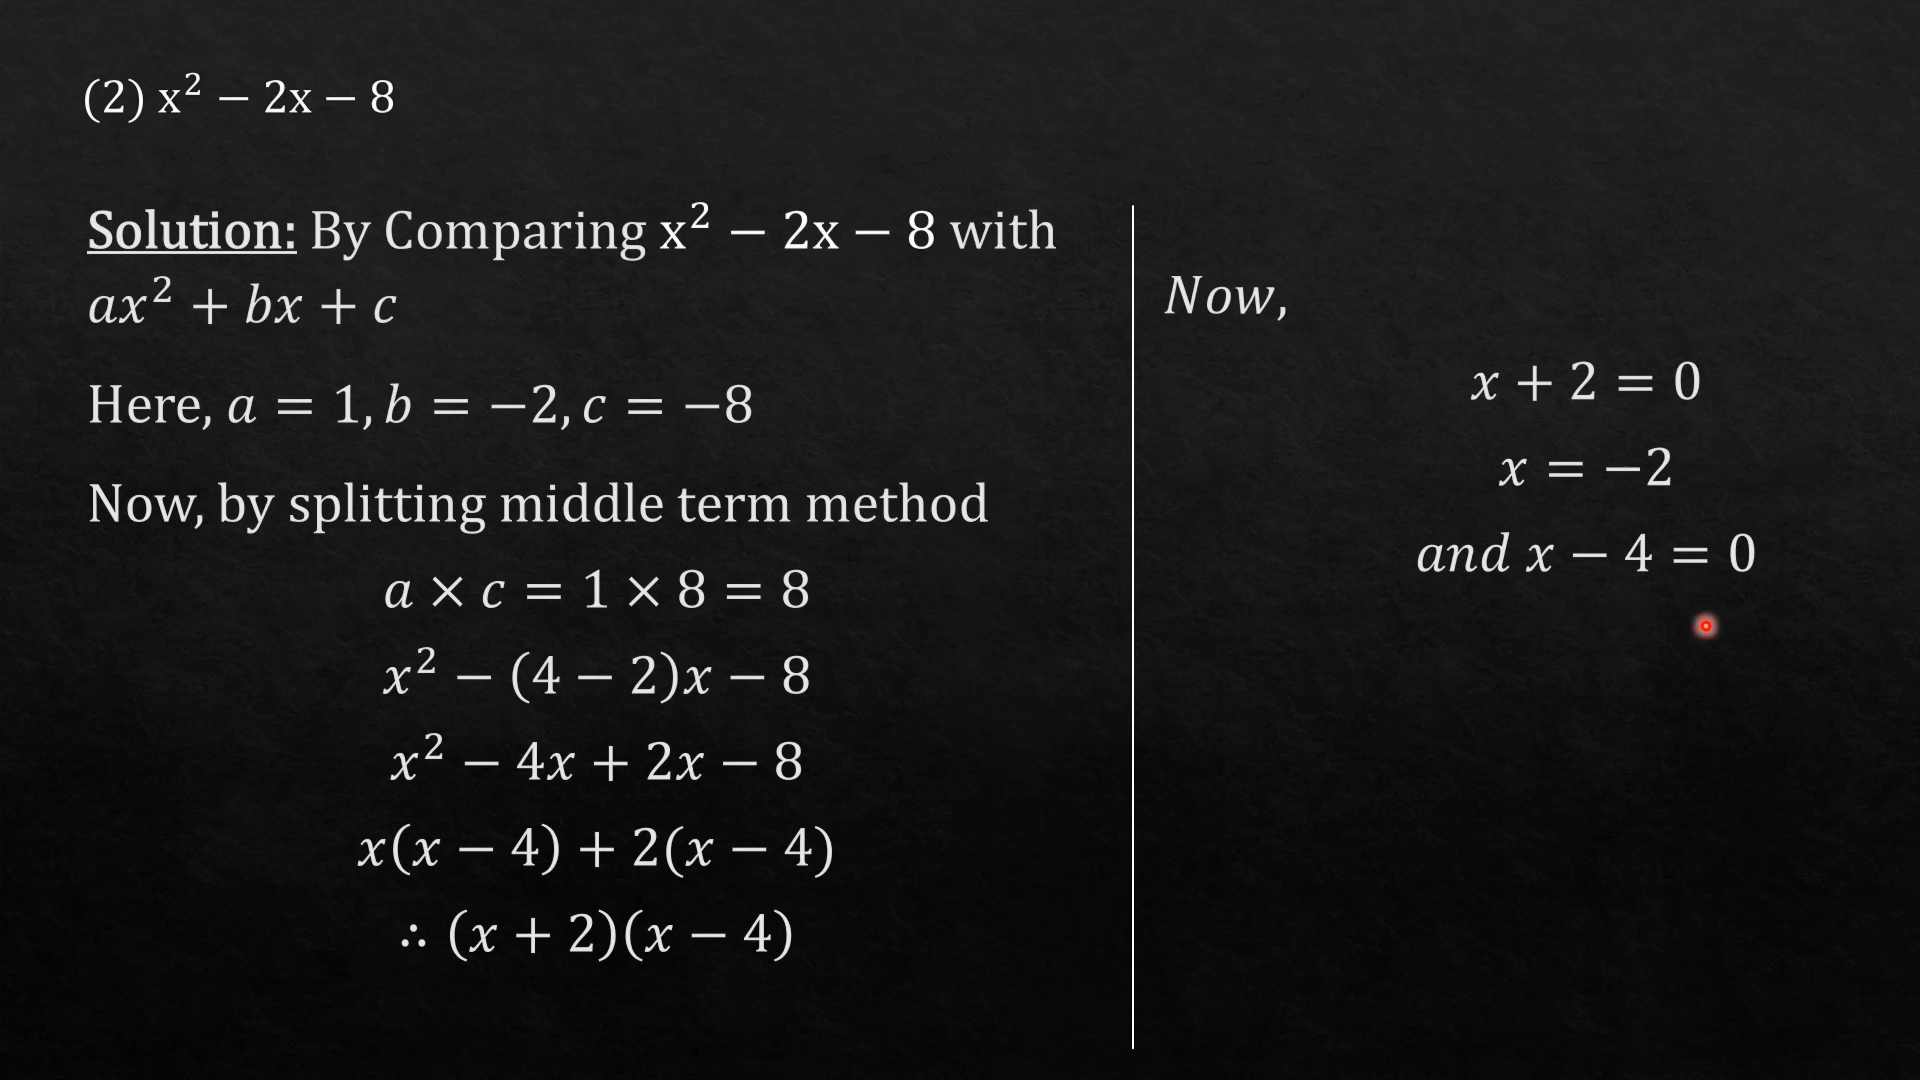 (2) x² − 2x − 8
Solution: By Comparing x² − 2x − 8 with
ax² + bx + c
Here, a = 1, b = −2, c = −8
Now, by splitting middle term method
a × c = 1 × 8 = 8
x² − (4 − 2)x − 8
x² − 4x + 2x − 8
x(x − 4) + 2(x − 4)
∴ (x + 2)(x − 4)
Now,
x + 2 = 0
x = −2
and x − 4 = 0